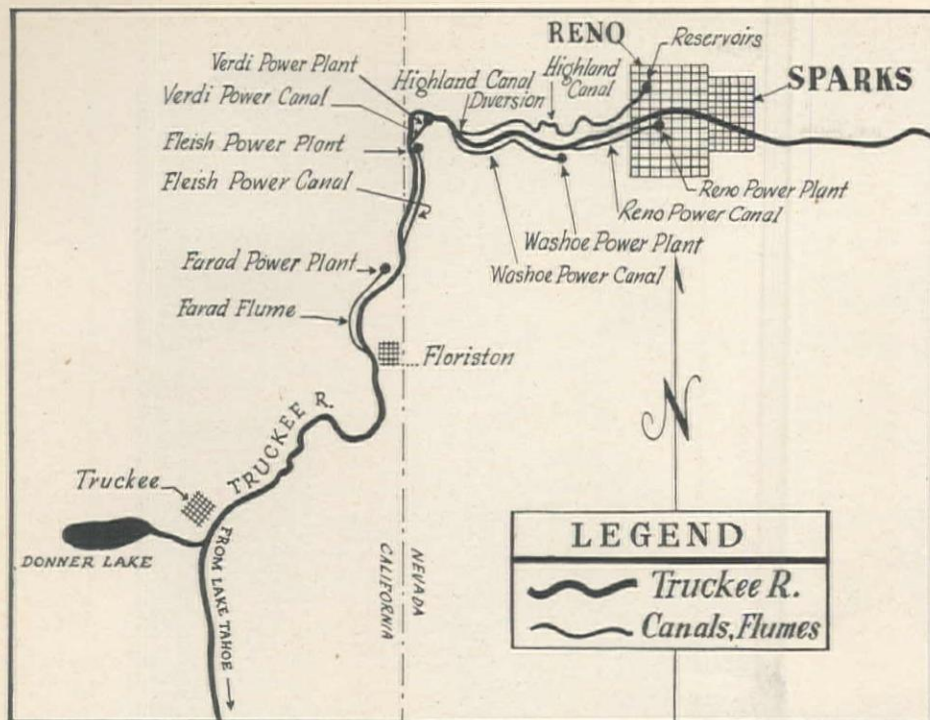 RENO
Reservoirs
SPARKS
Verdi Power Plant
Highland Canal
Diversion
Highland
Canal
Verdi Power Canal
Fleish Power Plant
Fleish Power Canal
Reno Power Plant
Reno Power Canal
Washoe Power Plant
Washoe Power Canal
Farad Power Plant
Farad Flume
Floriston
N
TRUCKEE R.
Truckee
DONNER LAKE
FROM LAKE TAHOE
CALIFORNIA
NEVADA
LEGEND
Truckee R.
Canals, Flumes